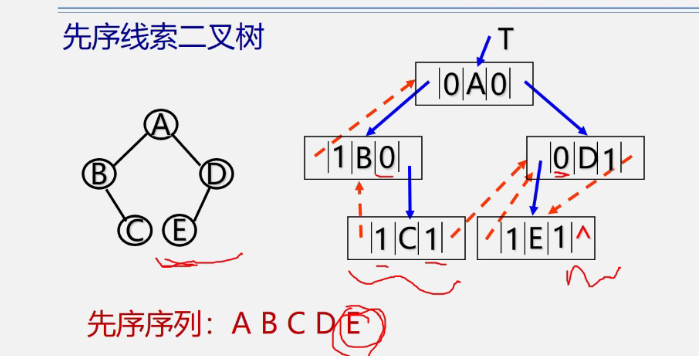 先序线索二叉树
T
0 A 0
A
1 B 0
0 D 1
B
D
C
E
1 C 1
1 E 1 ^
先序序列：A B C D E